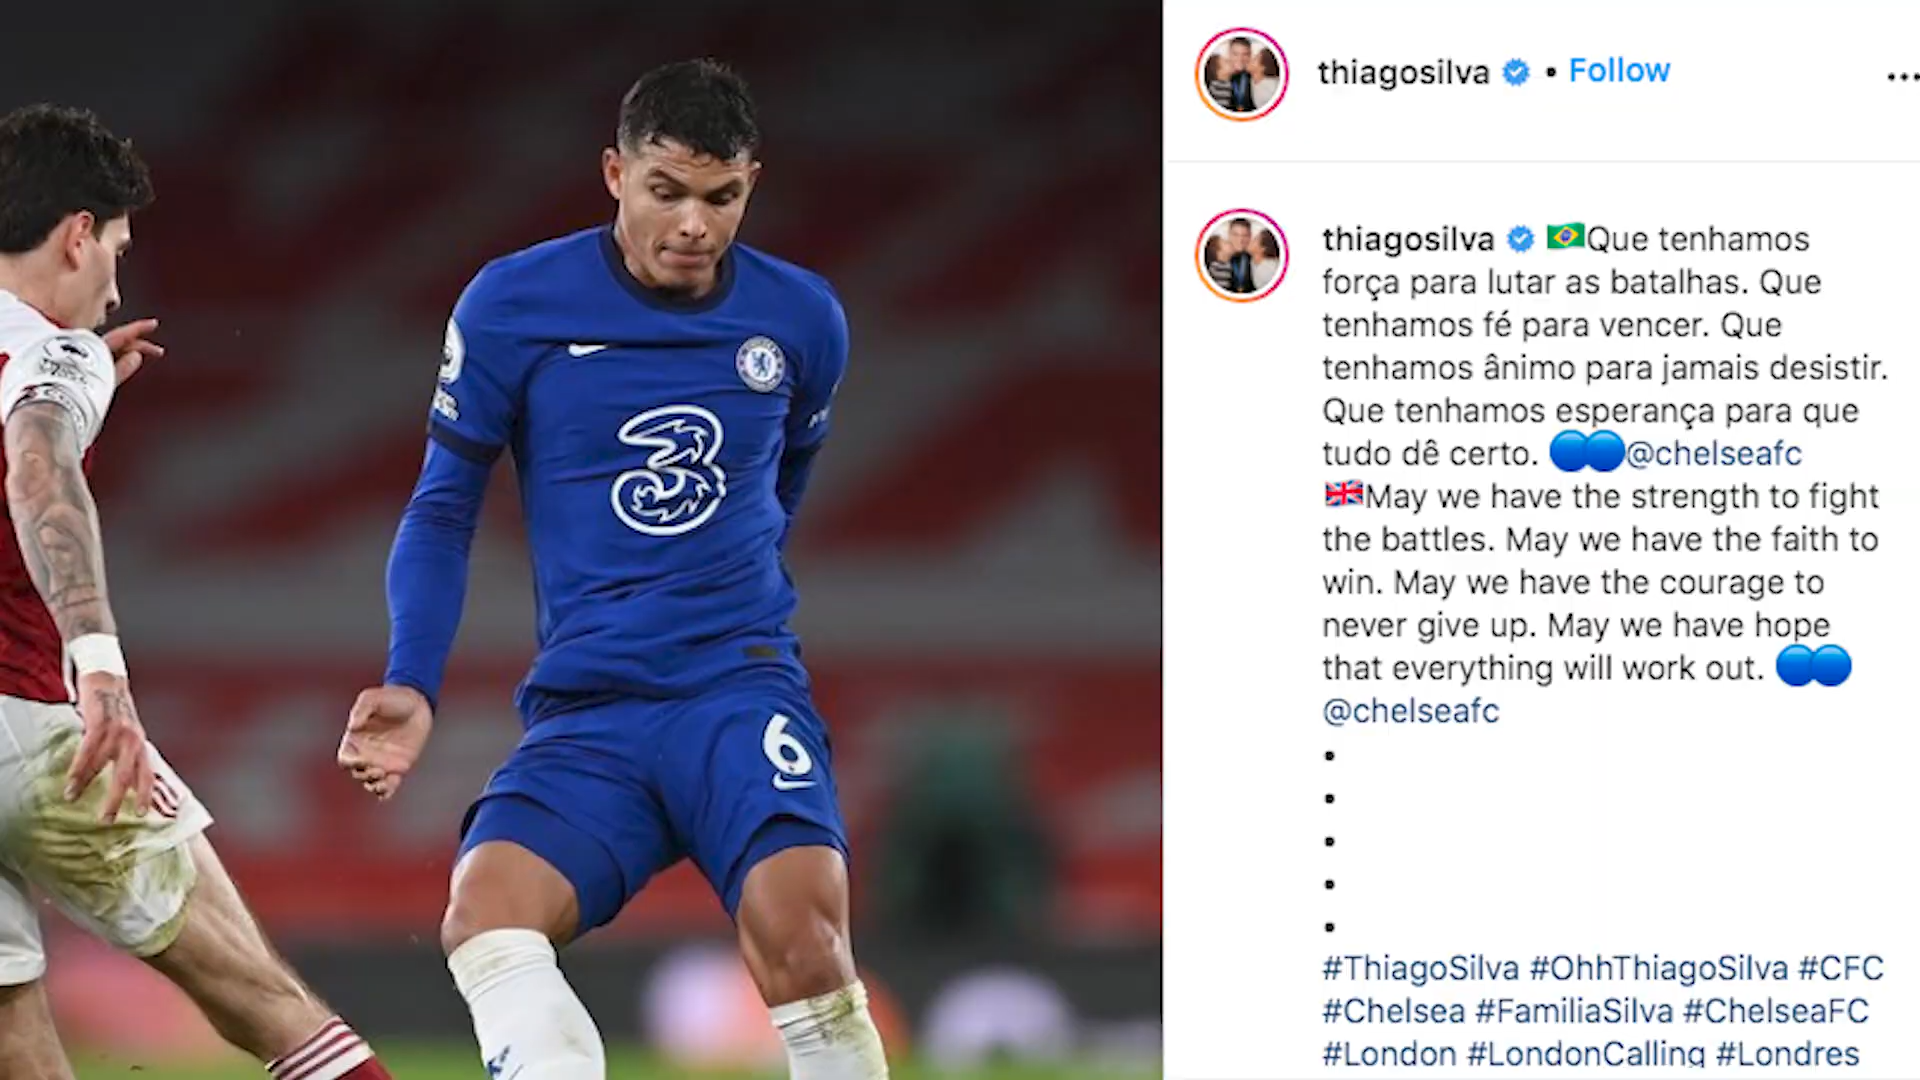 thiagosilva • Follow
thiagosilva 🇧🇷Que tenhamos
força para lutar as batalhas. Que
tenhamos fé para vencer. Que
tenhamos ânimo para jamais desistir.
Que tenhamos esperança para que
tudo dê certo. 🔵🔵@chelseafc
🇬🇧May we have the strength to fight
the battles. May we have the faith to
win. May we have the courage to
never give up. May we have hope
that everything will work out. 🔵🔵
@chelseafc
•
•
•
•
•
#ThiagoSilva #OhhThiagoSilva #CFC
#Chelsea #FamiliaSilva #ChelseaFC
#London #LondonCalling #Londres
3
6